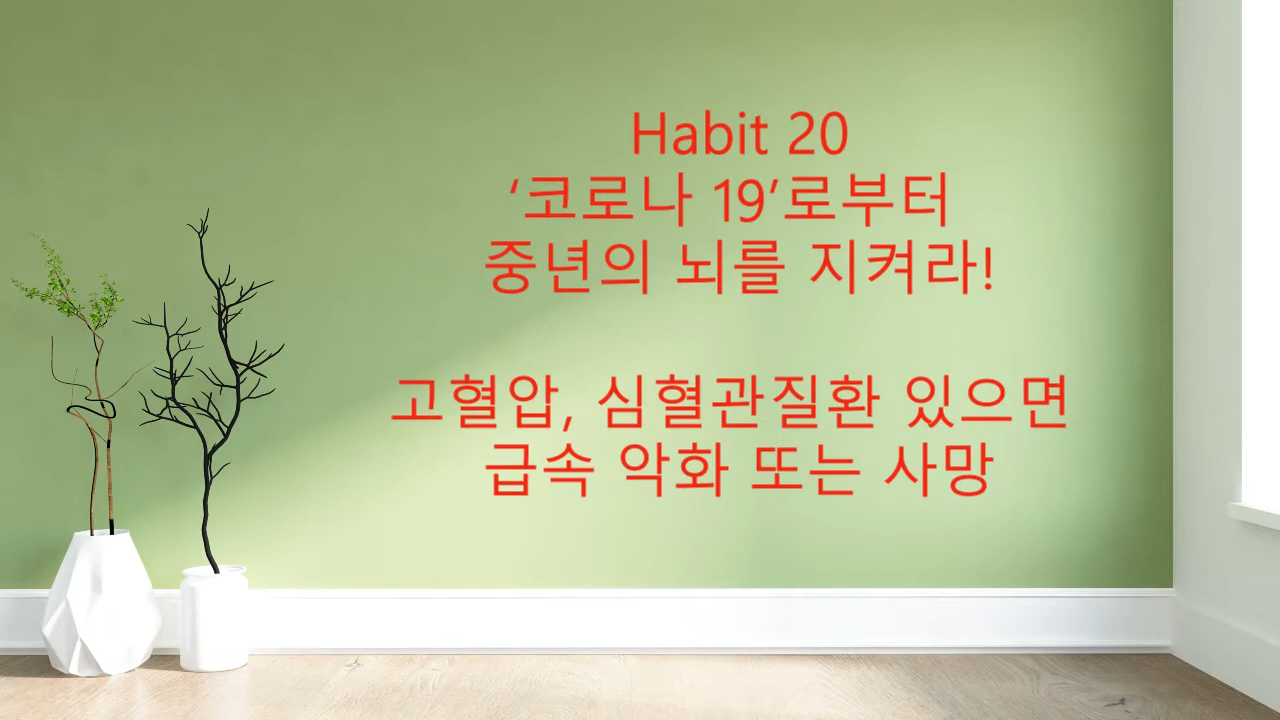 Habit 20
‘코로나 19’로부터
중년의 뇌를 지켜라!
고혈압, 심혈관질환 있으면
급속 악화 또는 사망